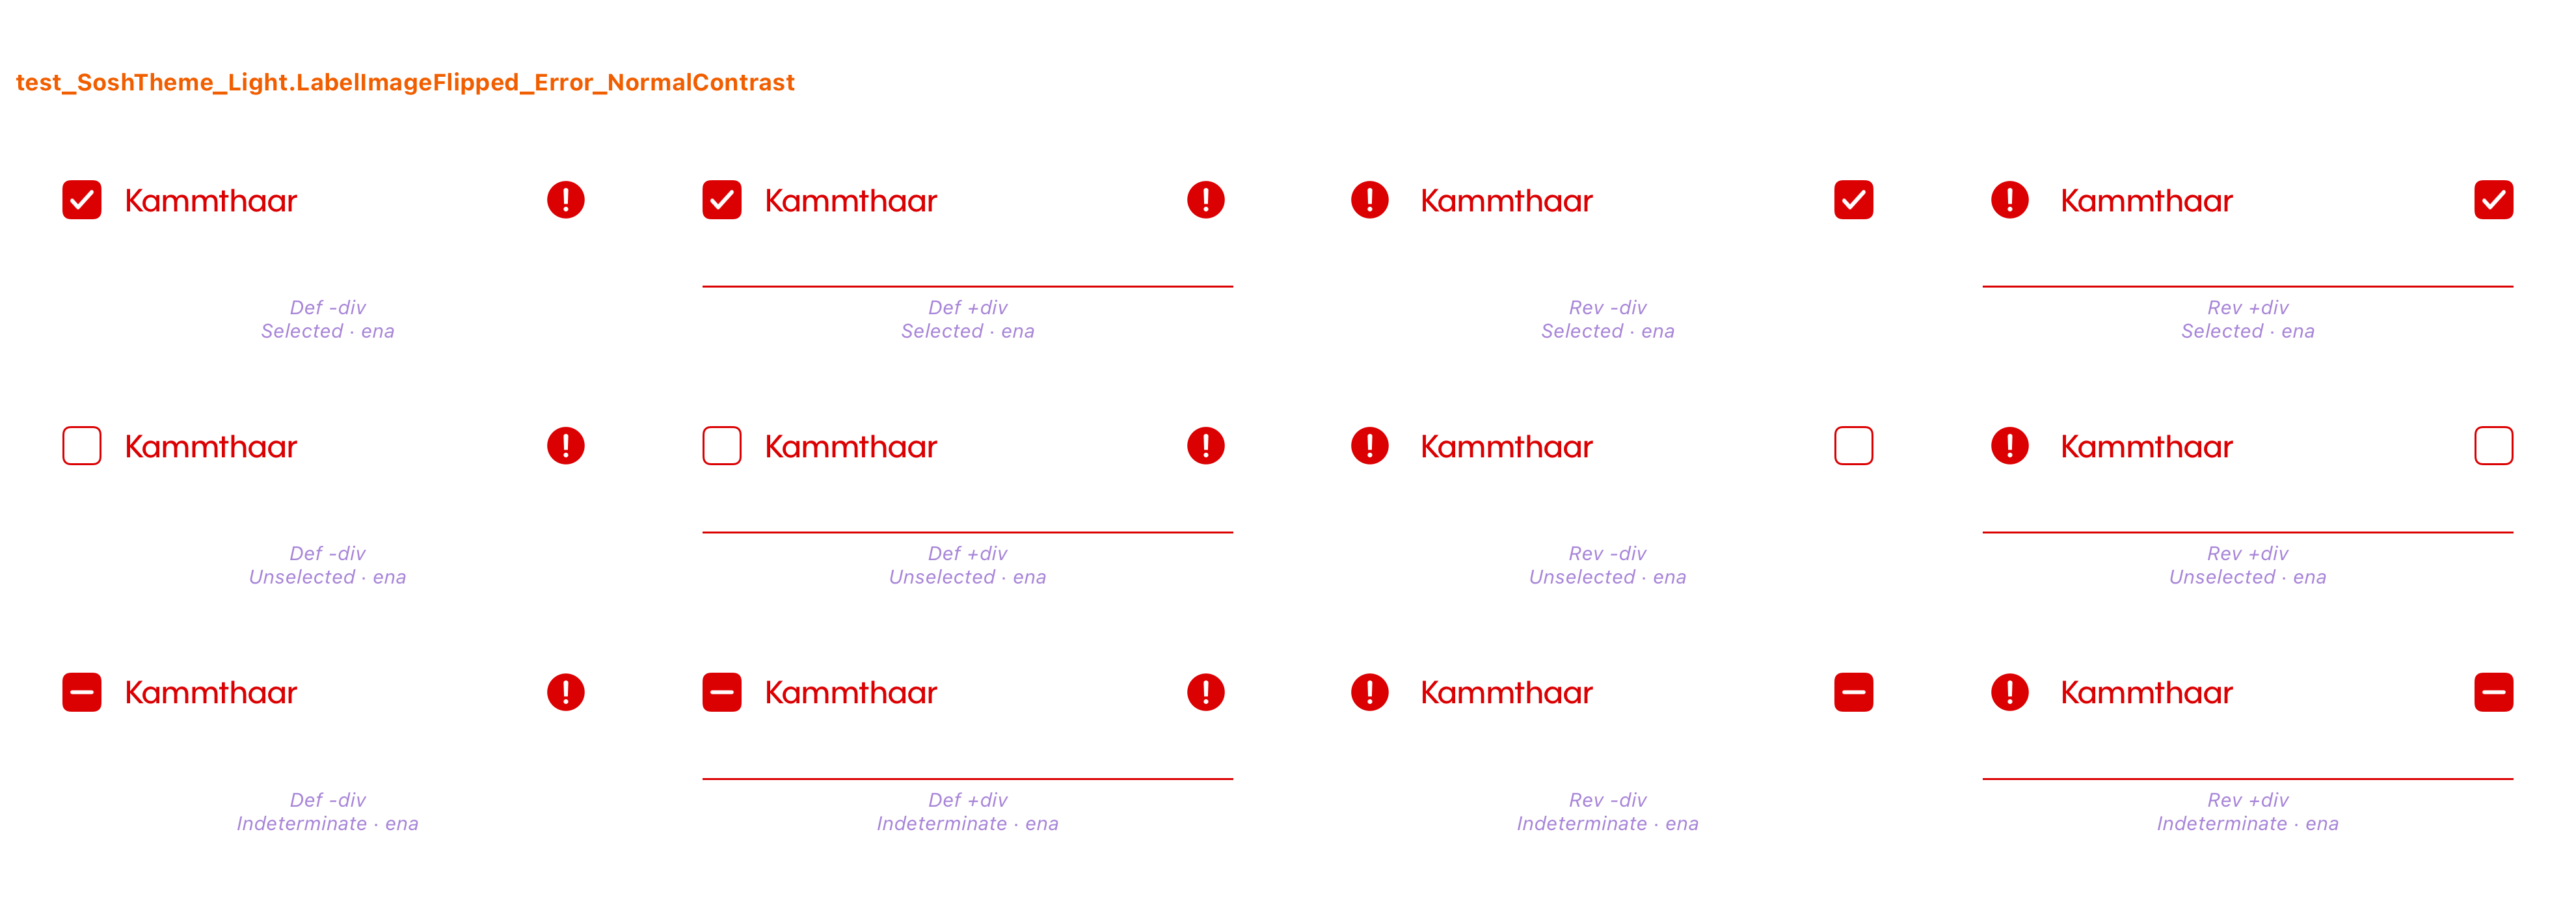 test_SoshTheme_Light.LabelImageFlipped_Error_NormalContrast
Kammthaar Kammthaar Kammthaar Kammthaar
Def -div Def +div Rev -div Rev +div
Selected · ena Selected · ena Selected · ena Selected · ena
Kammthaar Kammthaar Kammthaar Kammthaar
Def -div Def +div Rev -div Rev +div
Unselected · ena Unselected · ena Unselected · ena Unselected · ena
Kammthaar Kammthaar Kammthaar Kammthaar
Def -div Def +div Rev -div Rev +div
Indeterminate · ena Indeterminate · ena Indeterminate · ena Indeterminate · ena